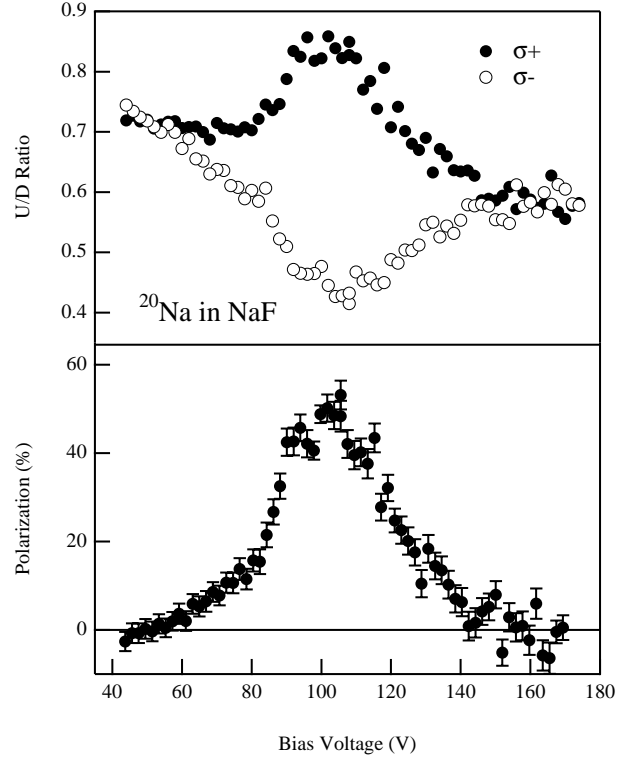 0.9
0.8
0.7
0.6
0.5
0.4
U/D Ratio
σ+
σ-
20Na in NaF
60
40
20
0
Polarization (%)
40 60 80 100 120 140 160 180
Bias Voltage (V)